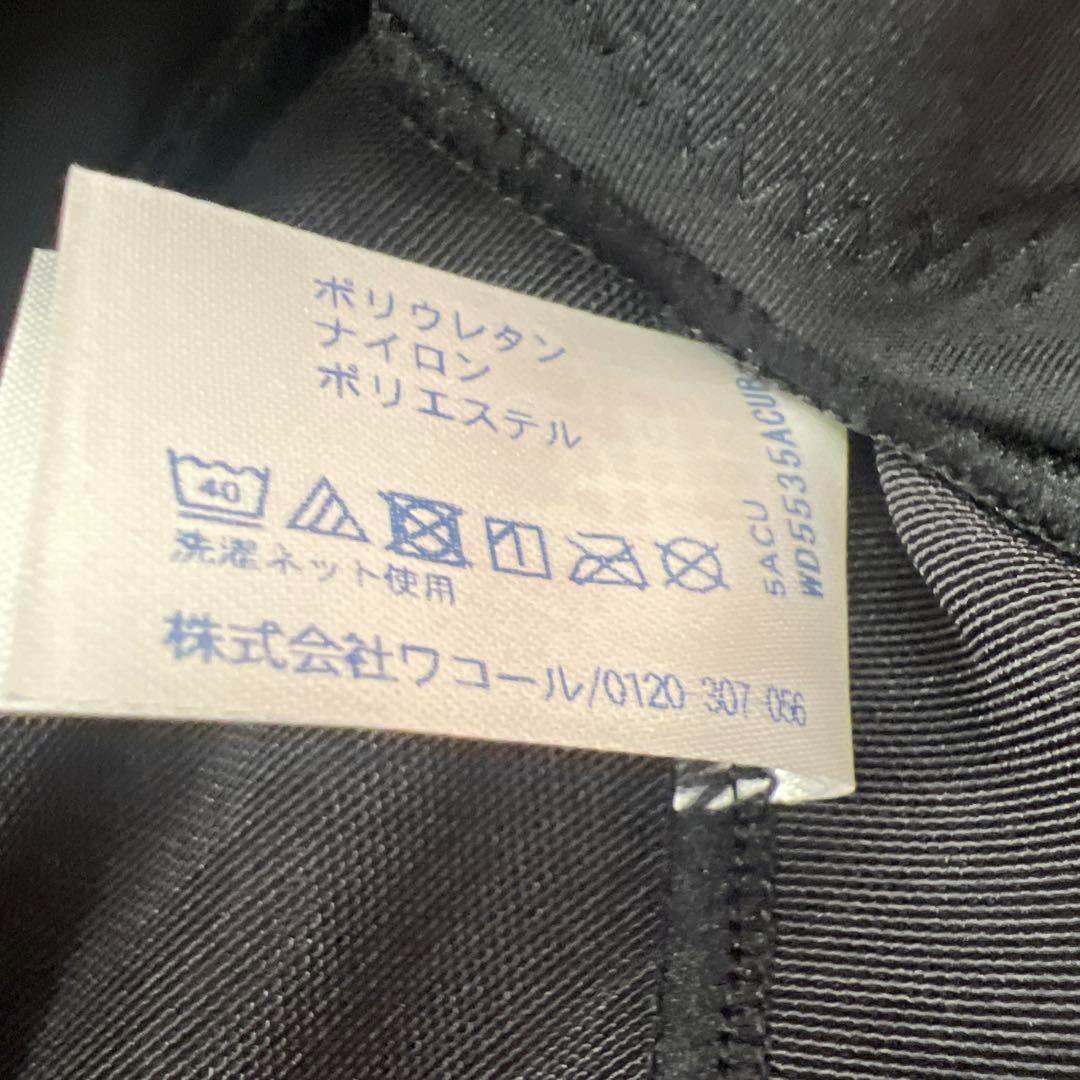 ポリウレタン
ナイロン
ポリエステル
40
洗濯ネット使用
株式会社ワコール/0120-307-056
5ACU
WD5535ACUR